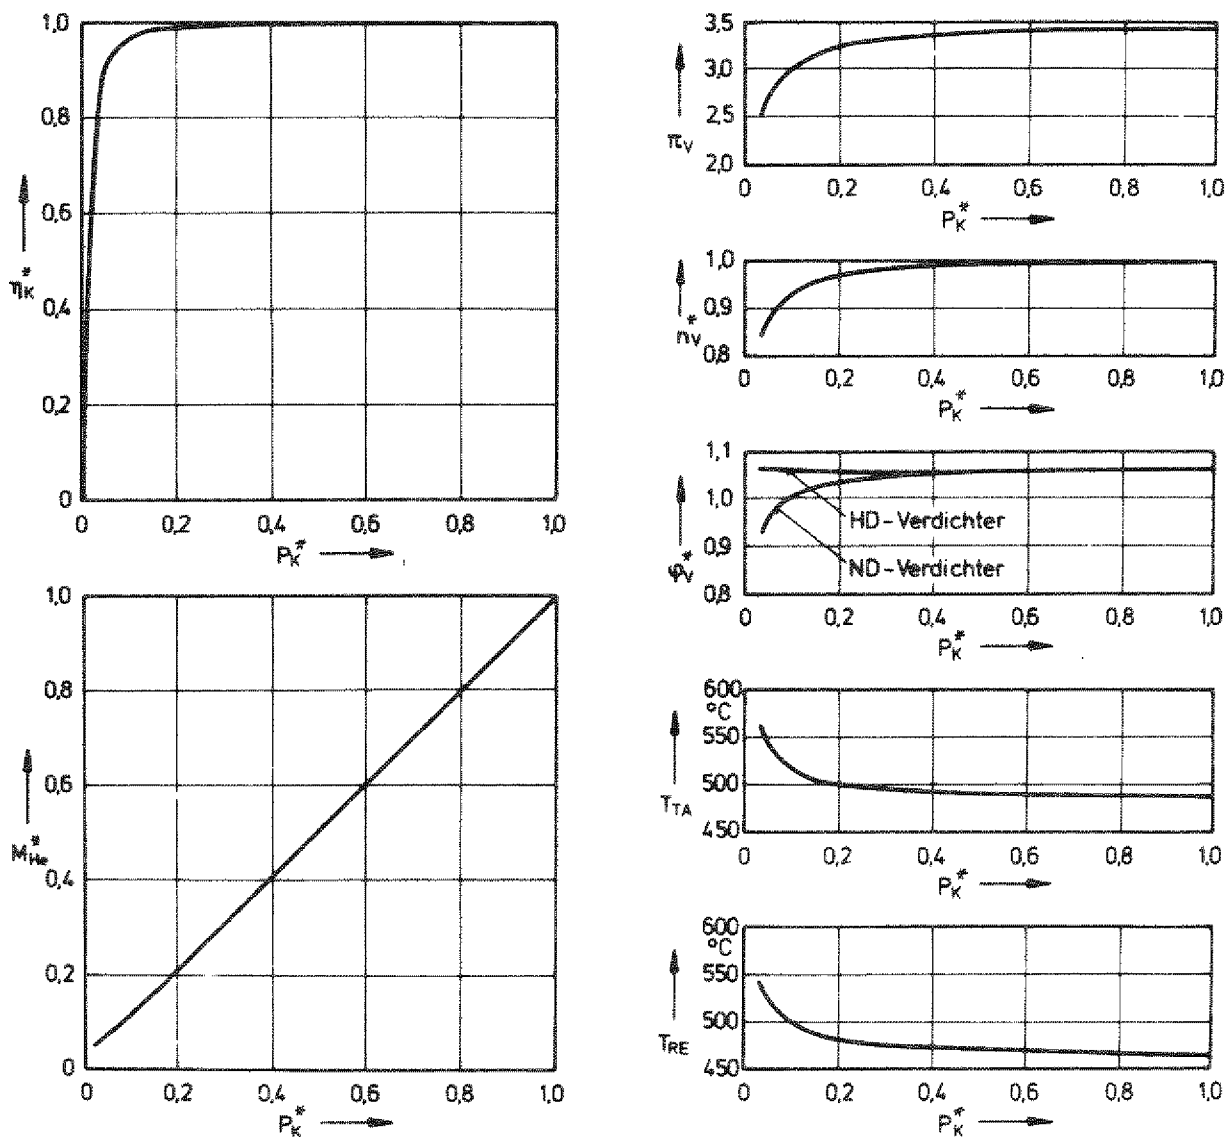 1,0
0,8
0,6
η*K
0,4
0,2
0
0 0,2 0,4 0,6 0,8 1,0
P*K
1,0
0,8
0,6
M*He
0,4
0,2
0
0 0,2 0,4 0,6 0,8 1,0
P*K
3,5
3,0
2,5
πV
2,0
0 0,2 0,4 0,6 0,8 1,0
P*K
1,0
0,9
n*V
0,8
0 0,2 0,4 0,6 0,8 1,0
P*K
1,1
1,0
HD-Verdichter
0,9
φ*V
ND-Verdichter
0,8
0 0,2 0,4 0,6 0,8 1,0
P*K
600
°C
550
500
TTA
450
0 0,2 0,4 0,6 0,8 1,0
P*K
600
°C
550
500
TRE
450
0 0,2 0,4 0,6 0,8 1,0
P*K